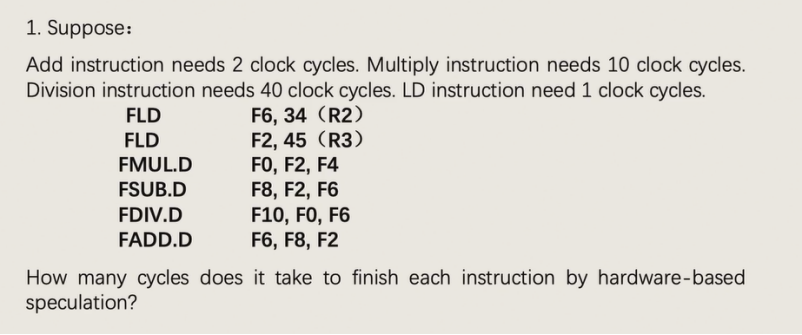 1. Suppose：
Add instruction needs 2 clock cycles. Multiply instruction needs 10 clock cycles.
Division instruction needs 40 clock cycles. LD instruction need 1 clock cycles.
FLD F6, 34（R2）
FLD F2, 45（R3）
FMUL.D F0, F2, F4
FSUB.D F8, F2, F6
FDIV.D F10, F0, F6
FADD.D F6, F8, F2
How many cycles does it take to finish each instruction by hardware-based
speculation?